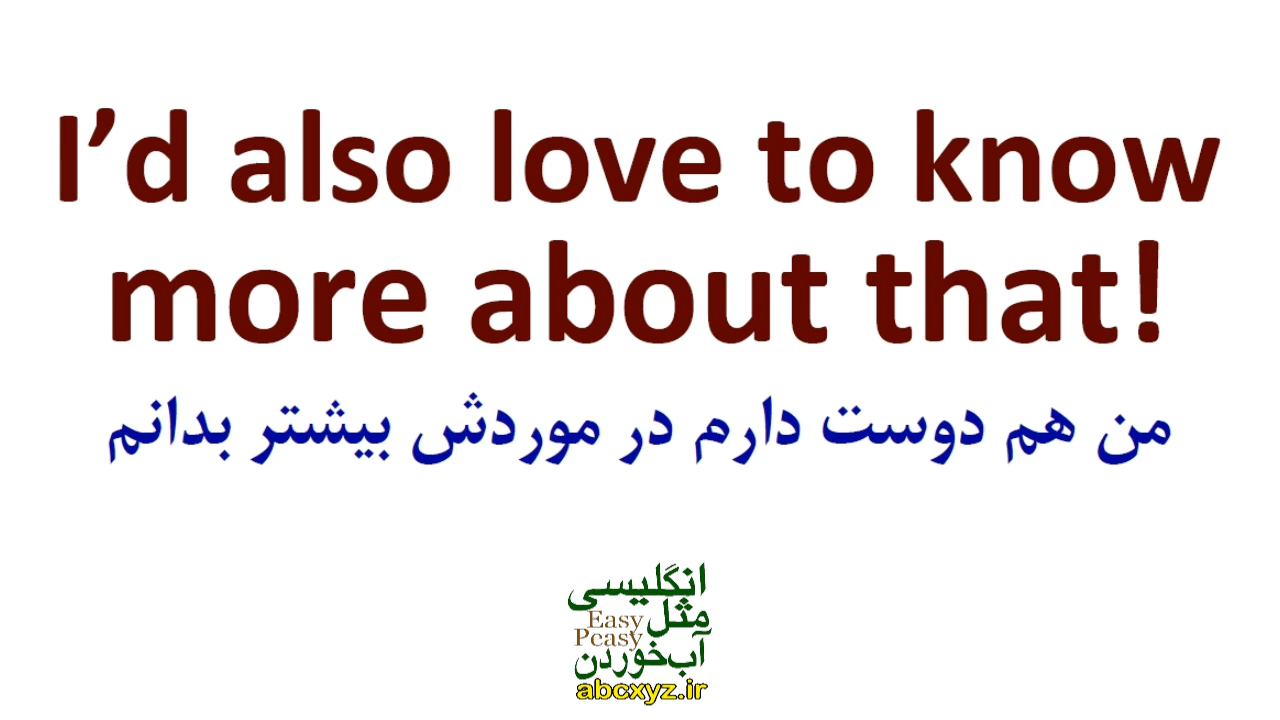 I’d also love to know
more about that!
من هم دوست دارم در موردش بیشتر بدانم
انگلیسی
مثل
Easy
Peasy
آب‌خوردن
abcxyz.ir